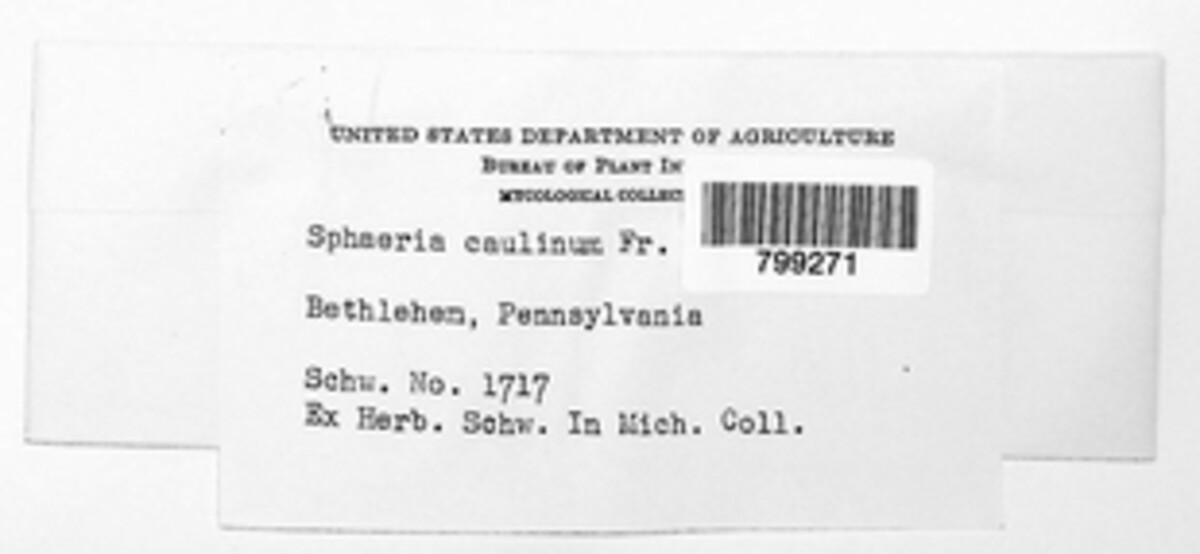 UNITED STATES DEPARTMENT OF AGRICULTURE
BUREAU OF PLANT IN
MYCOLOGICAL COLLECT
Sphaeria caulinum Fr.
799271
Bethlehem, Pennsylvania
Schw. No. 1717
Ex Herb. Schw. In Mich. Coll.